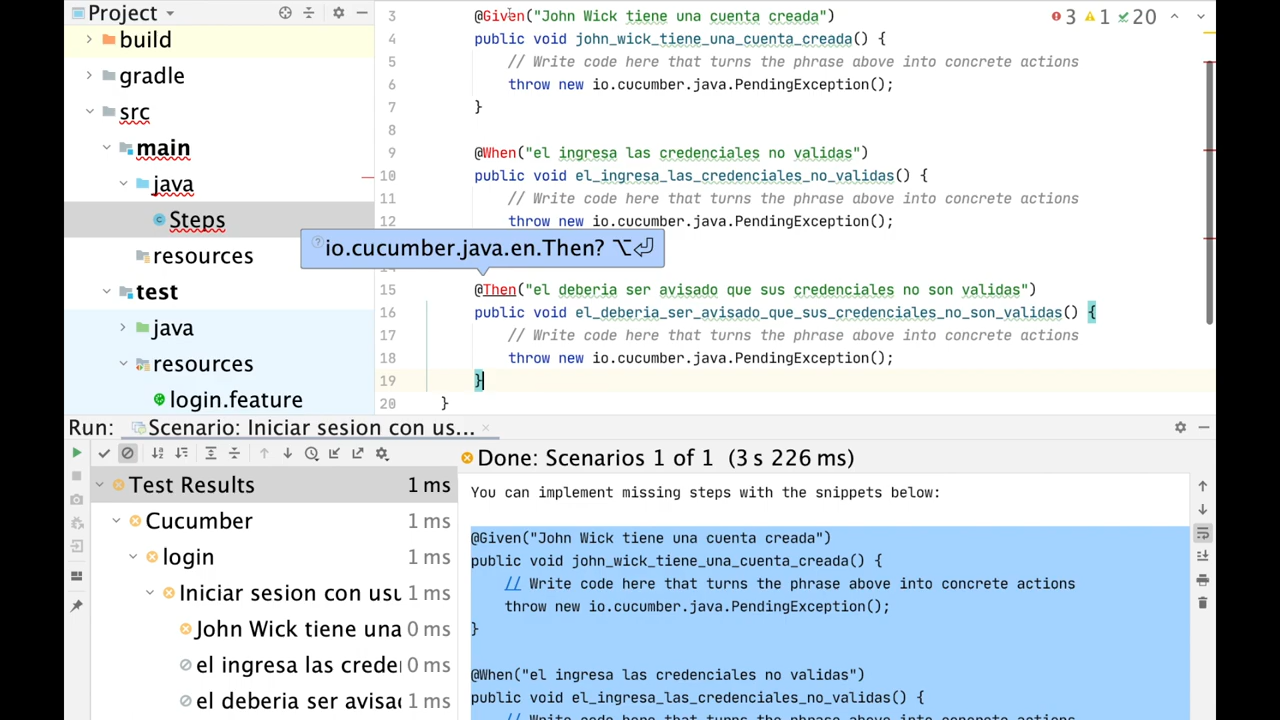 Project
build
gradle
src
main
java
Steps
resources
test
java
resources
login.feature
3 @Given("John Wick tiene una cuenta creada")
3 1 20
4 public void john_wick_tiene_una_cuenta_creada() {
5 // Write code here that turns the phrase above into concrete actions
6 throw new io.cucumber.java.PendingException();
7 }
8
9 @When("el ingresa las credenciales no validas")
10 public void el_ingresa_las_credenciales_no_validas() {
11 // Write code here that turns the phrase above into concrete actions
12 throw new io.cucumber.java.PendingException();
io.cucumber.java.en.Then? ⌥⏎
15 @Then("el deberia ser avisado que sus credenciales no son validas")
16 public void el_deberia_ser_avisado_que_sus_credenciales_no_son_validas() {
17 // Write code here that turns the phrase above into concrete actions
18 throw new io.cucumber.java.PendingException();
19 }
20 }
Run: Scenario: Iniciar sesion con us...
Test Results 1 ms
Cucumber 1 ms
login 1 ms
Iniciar sesion con usu 1 ms
John Wick tiene una 0 ms
el ingresa las crede 0 ms
el deberia ser avisa 1 ms
Done: Scenarios 1 of 1 (3 s 226 ms)
You can implement missing steps with the snippets below:
@Given("John Wick tiene una cuenta creada")
public void john_wick_tiene_una_cuenta_creada() {
// Write code here that turns the phrase above into concrete actions
throw new io.cucumber.java.PendingException();
}
@When("el ingresa las credenciales no validas")
public void el_ingresa_las_credenciales_no_validas() {
// Write code here that turns the phrase above into concrete actions